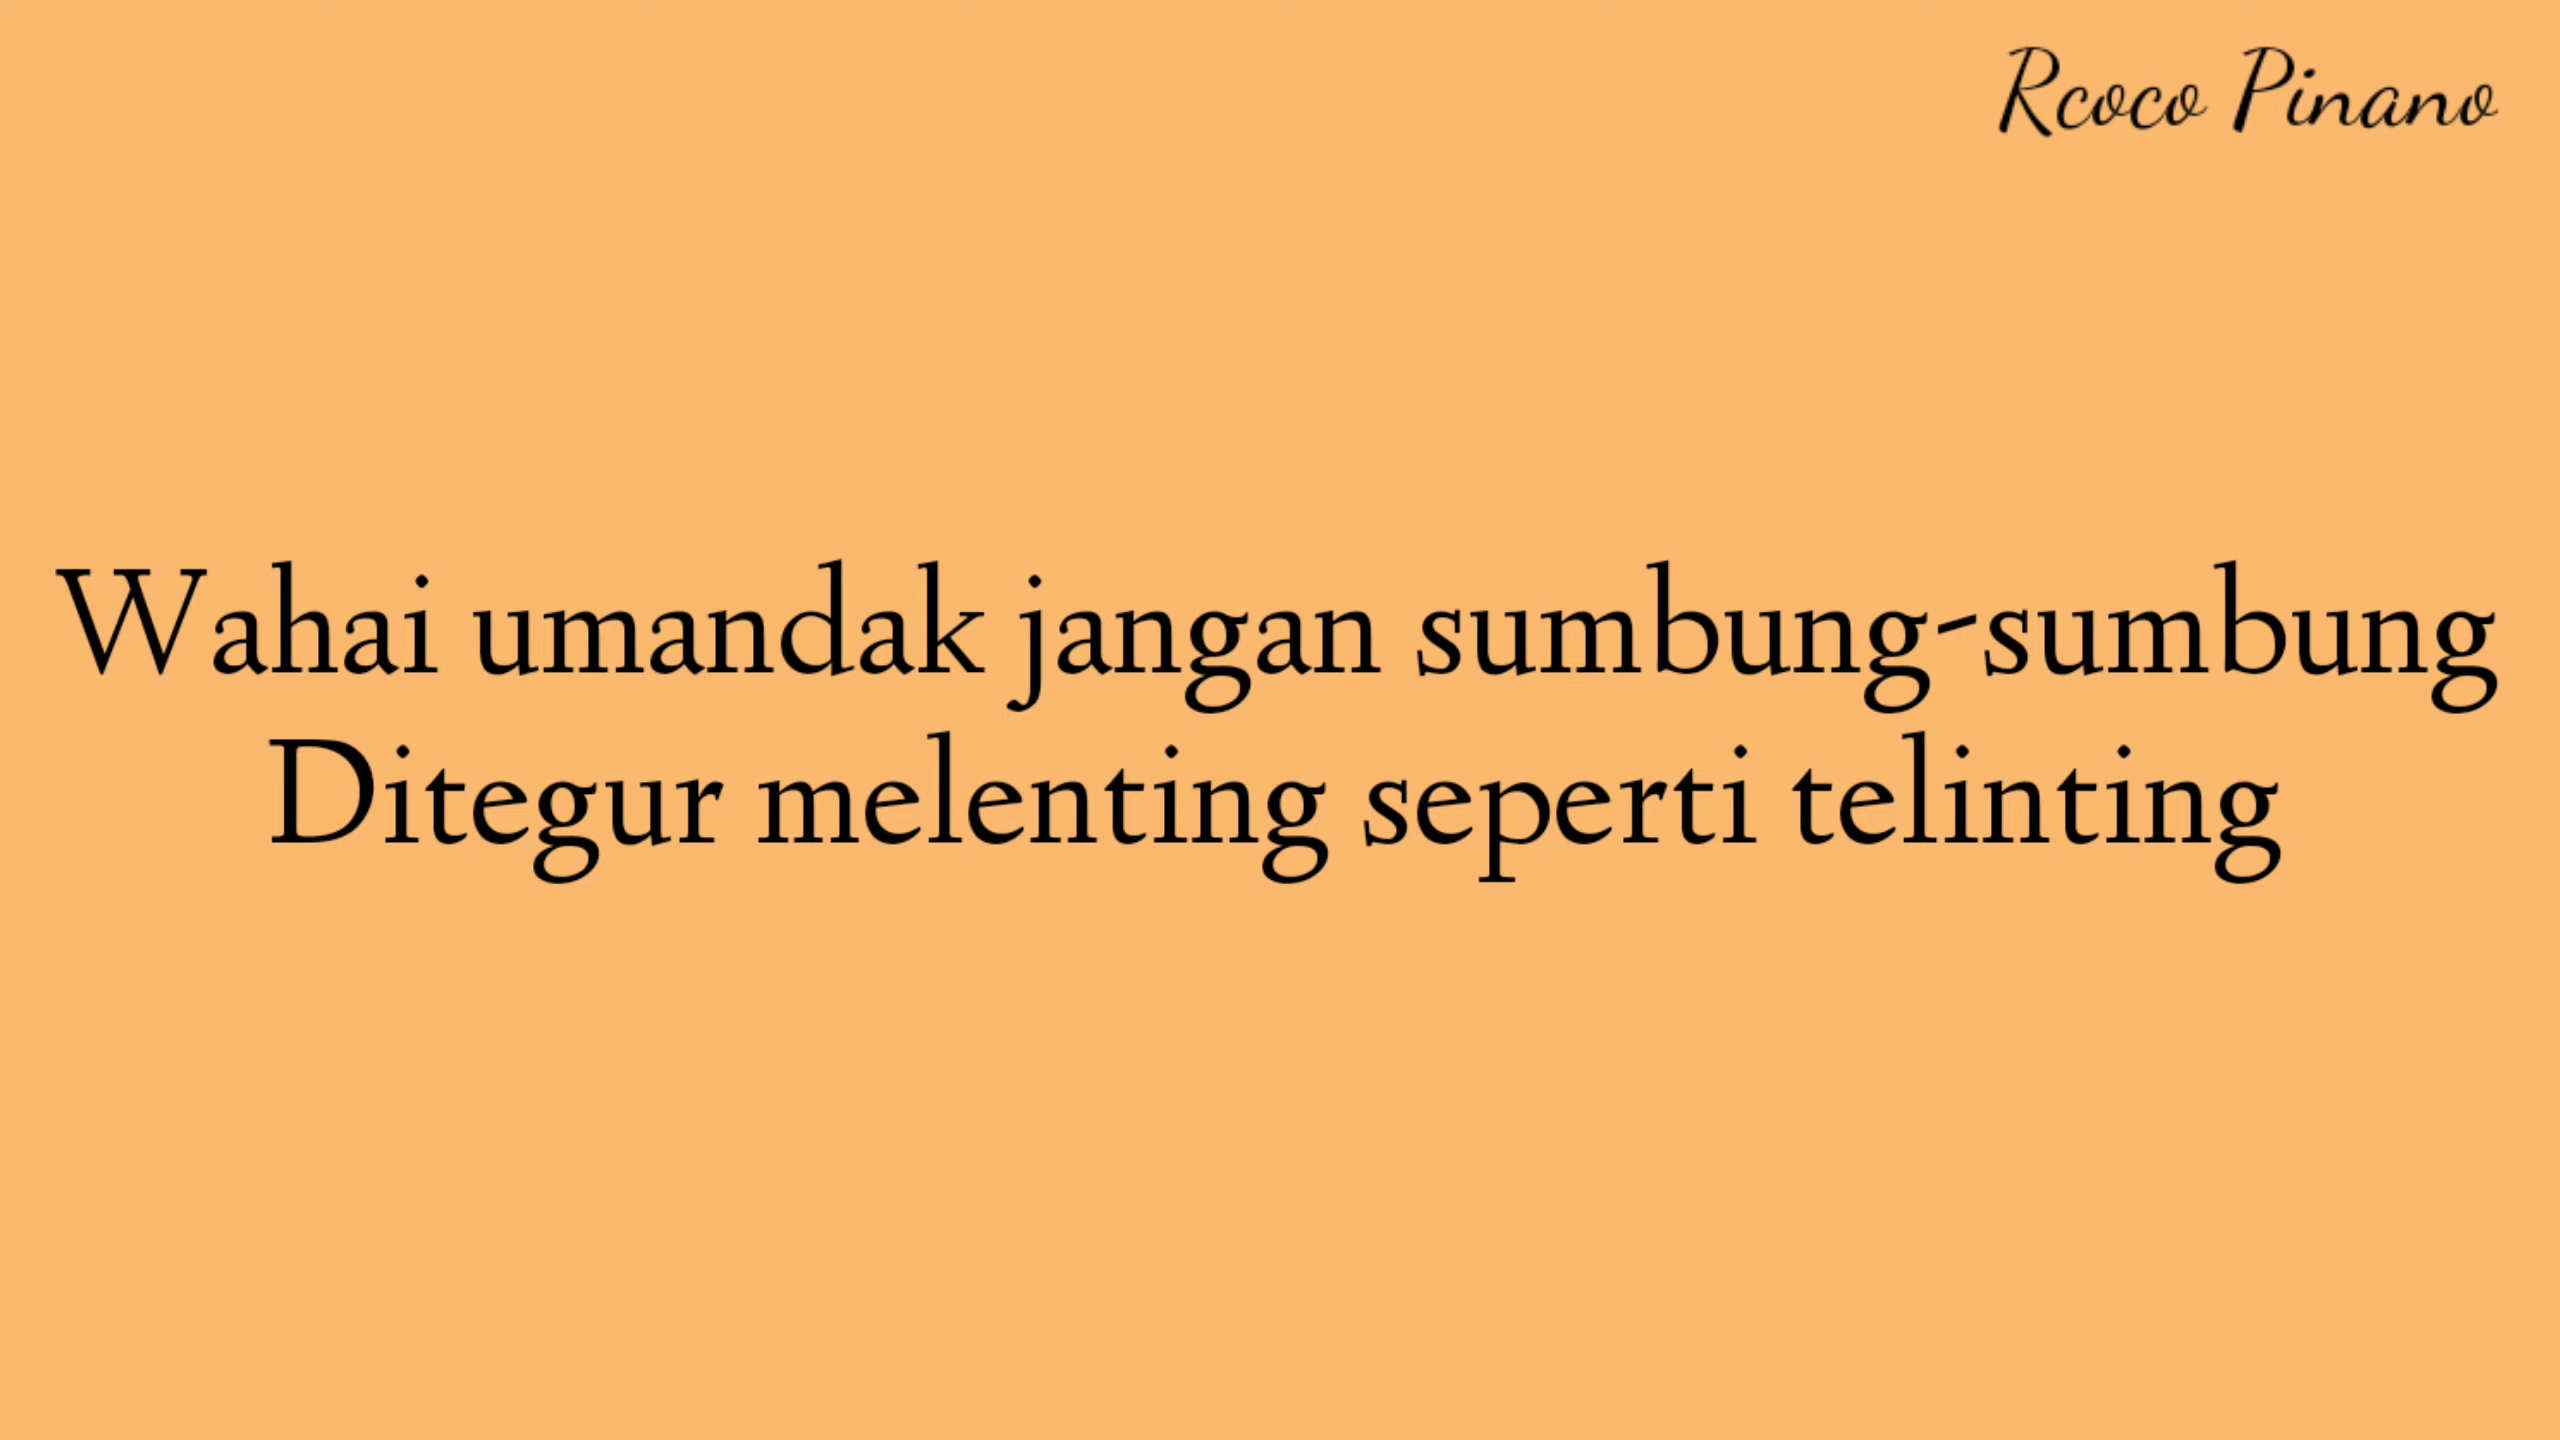 Rcoco Pinano
Wahai umandak jangan sumbung-sumbung
Ditegur melenting seperti telinting